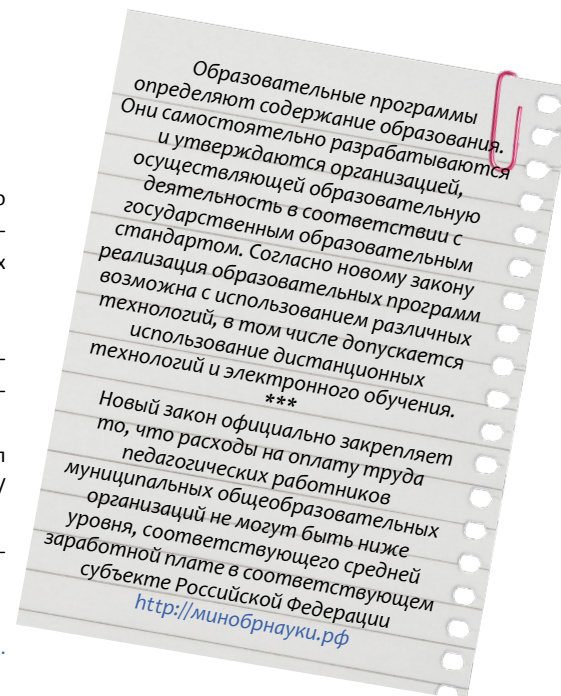 Образовательные программы
определяют содержание образования.
Они самостоятельно разрабатываются
и утверждаются организацией,
осуществляющей образовательную
деятельность в соответствии с
государственным образовательным
стандартом. Согласно новому закону
реализация образовательных программ
возможна с использованием различных
технологий, в том числе допускается
использование дистанционных
технологий и электронного обучения.
***
Новый закон официально закрепляет
то, что расходы на оплату труда
педагогических работников
муниципальных общеобразовательных
организаций не могут быть ниже
уровня, соответствующего средней
заработной плате в соответствующем
субъекте Российской Федерации
http://минобрнауки.рф